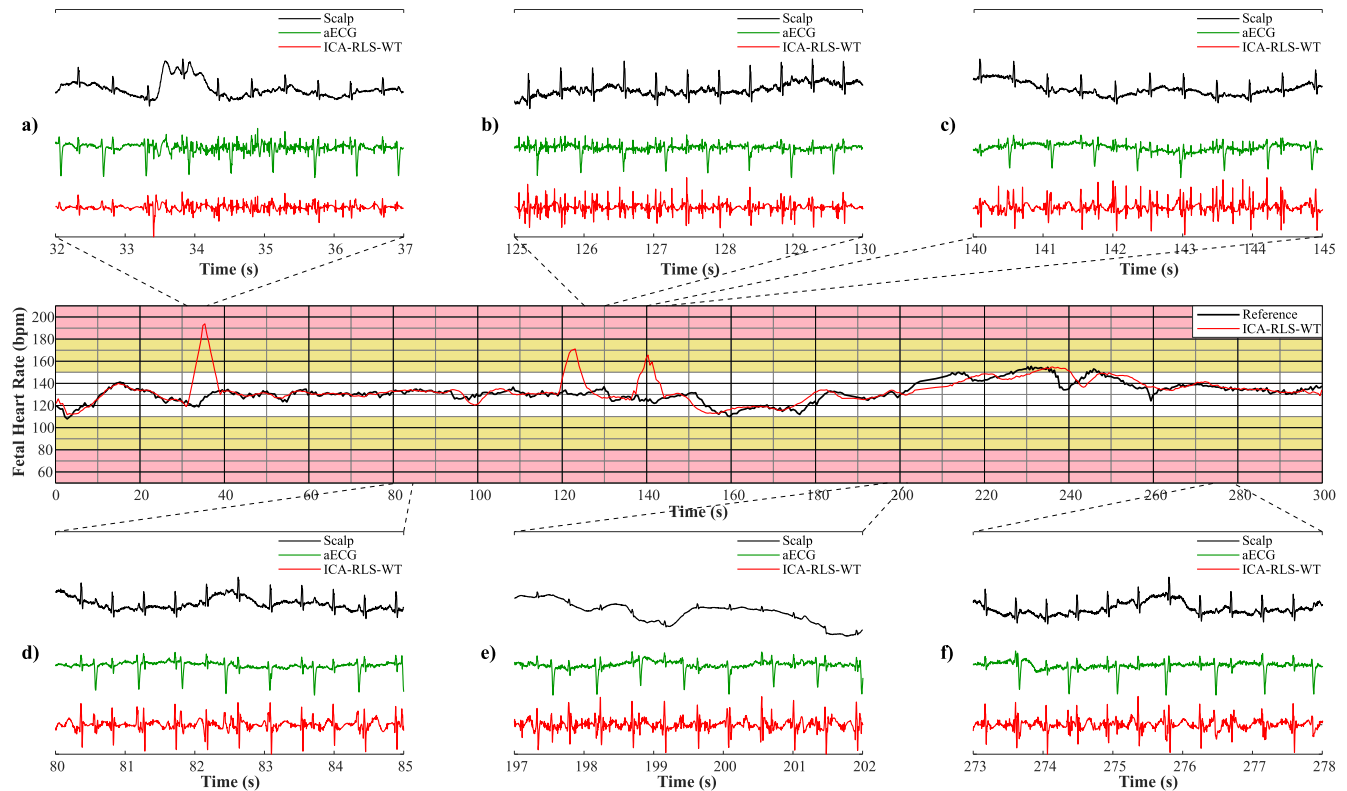 Scalp
aECG
ICA-RLS-WT
a)
32 33 34 35 36 37
Time (s)
Scalp
aECG
ICA-RLS-WT
b)
125 126 127 128 129 130
Time (s)
Scalp
aECG
ICA-RLS-WT
c)
140 141 142 143 144 145
Time (s)
Fetal Heart Rate (bpm)
200
180
160
140
120
100
80
60
Reference
ICA-RLS-WT
0 20 40 60 80 100 120 140 160 180 200 220 240 260 280 300
Time (s)
Scalp
aECG
ICA-RLS-WT
d)
80 81 82 83 84 85
Time (s)
Scalp
aECG
ICA-RLS-WT
e)
197 198 199 200 201 202
Time (s)
Scalp
aECG
ICA-RLS-WT
f)
273 274 275 276 277 278
Time (s)